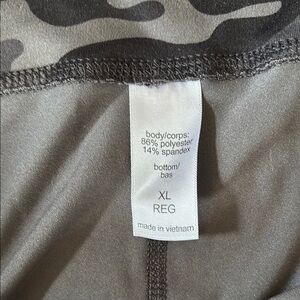 body/corps:
86% polyester
14% spandex
bottom/
bas
XL
REG
made in vietnam